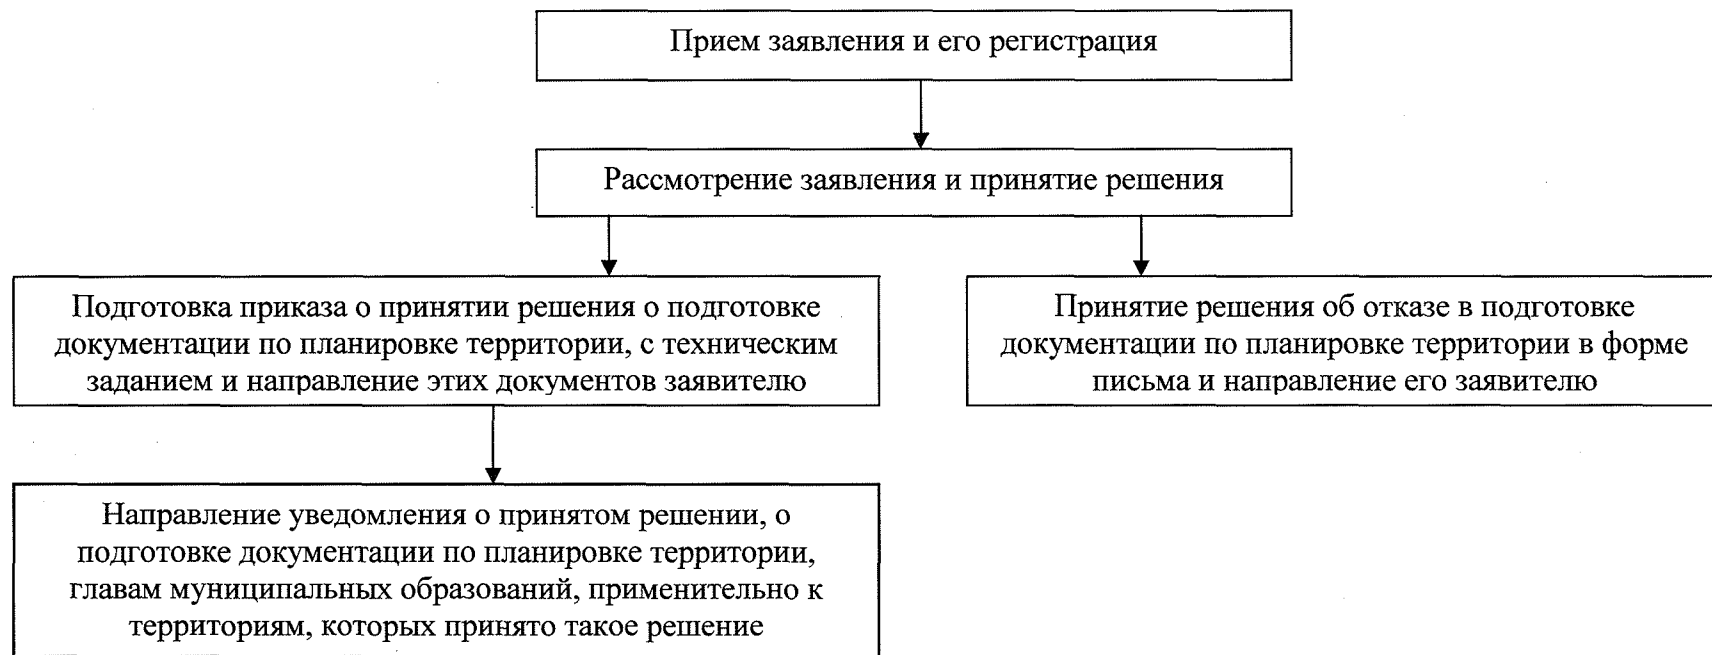 Прием заявления и его регистрация
Рассмотрение заявления и принятие решения
Подготовка приказа о принятии решения о подготовке
документации по планировке территории, с техническим
заданием и направление этих документов заявителю
Принятие решения об отказе в подготовке
документации по планировке территории в форме
письма и направление его заявителю
Направление уведомления о принятом решении, о
подготовке документации по планировке территории,
главам муниципальных образований, применительно к
территориям, которых принято такое решение